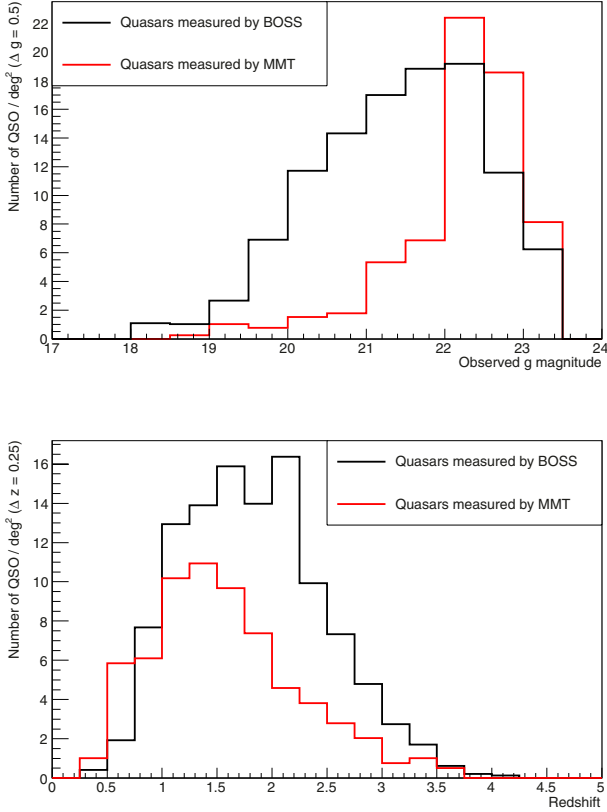 Number of QSO / deg² (Δ g = 0.5)
22
20
18
16
14
12
10
8
6
4
2
0
Quasars measured by BOSS
Quasars measured by MMT
17 18 19 20 21 22 23 24
Observed g magnitude
Number of QSO / deg² (Δ z = 0.25)
16
14
12
10
8
6
4
2
0
Quasars measured by BOSS
Quasars measured by MMT
0 0.5 1 1.5 2 2.5 3 3.5 4 4.5 5
Redshift